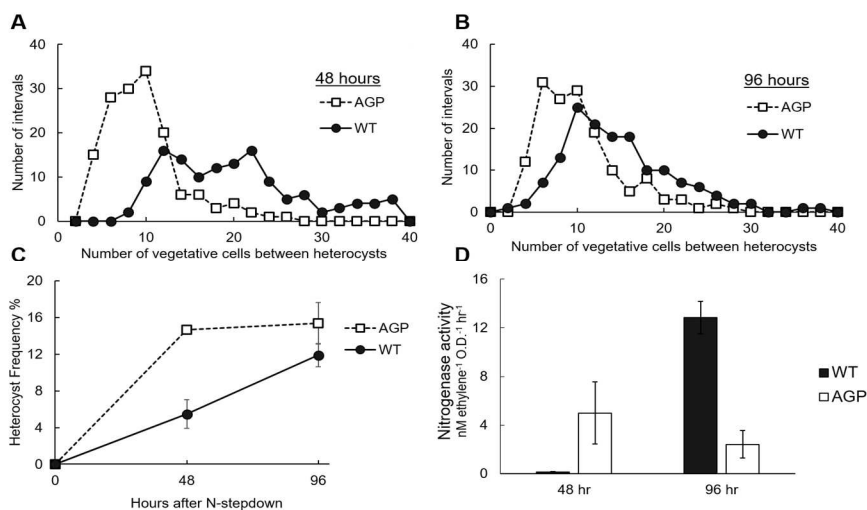 A
40
30
20
10
0
Number of intervals
48 hours
AGP
WT
0 10 20 30 40
Number of vegetative cells between heterocysts
B
40
30
20
10
0
Number of intervals
96 hours
AGP
WT
0 10 20 30 40
Number of vegetative cells between heterocysts
C
20
16
12
8
4
0
Heterocyst Frequency %
AGP
WT
0 48 96
Hours after N-stepdown
D
16
12
8
4
0
Nitrogenase activity
nM ethylene⁻¹ O.D.⁻¹ hr⁻¹
WT
AGP
48 hr 96 hr